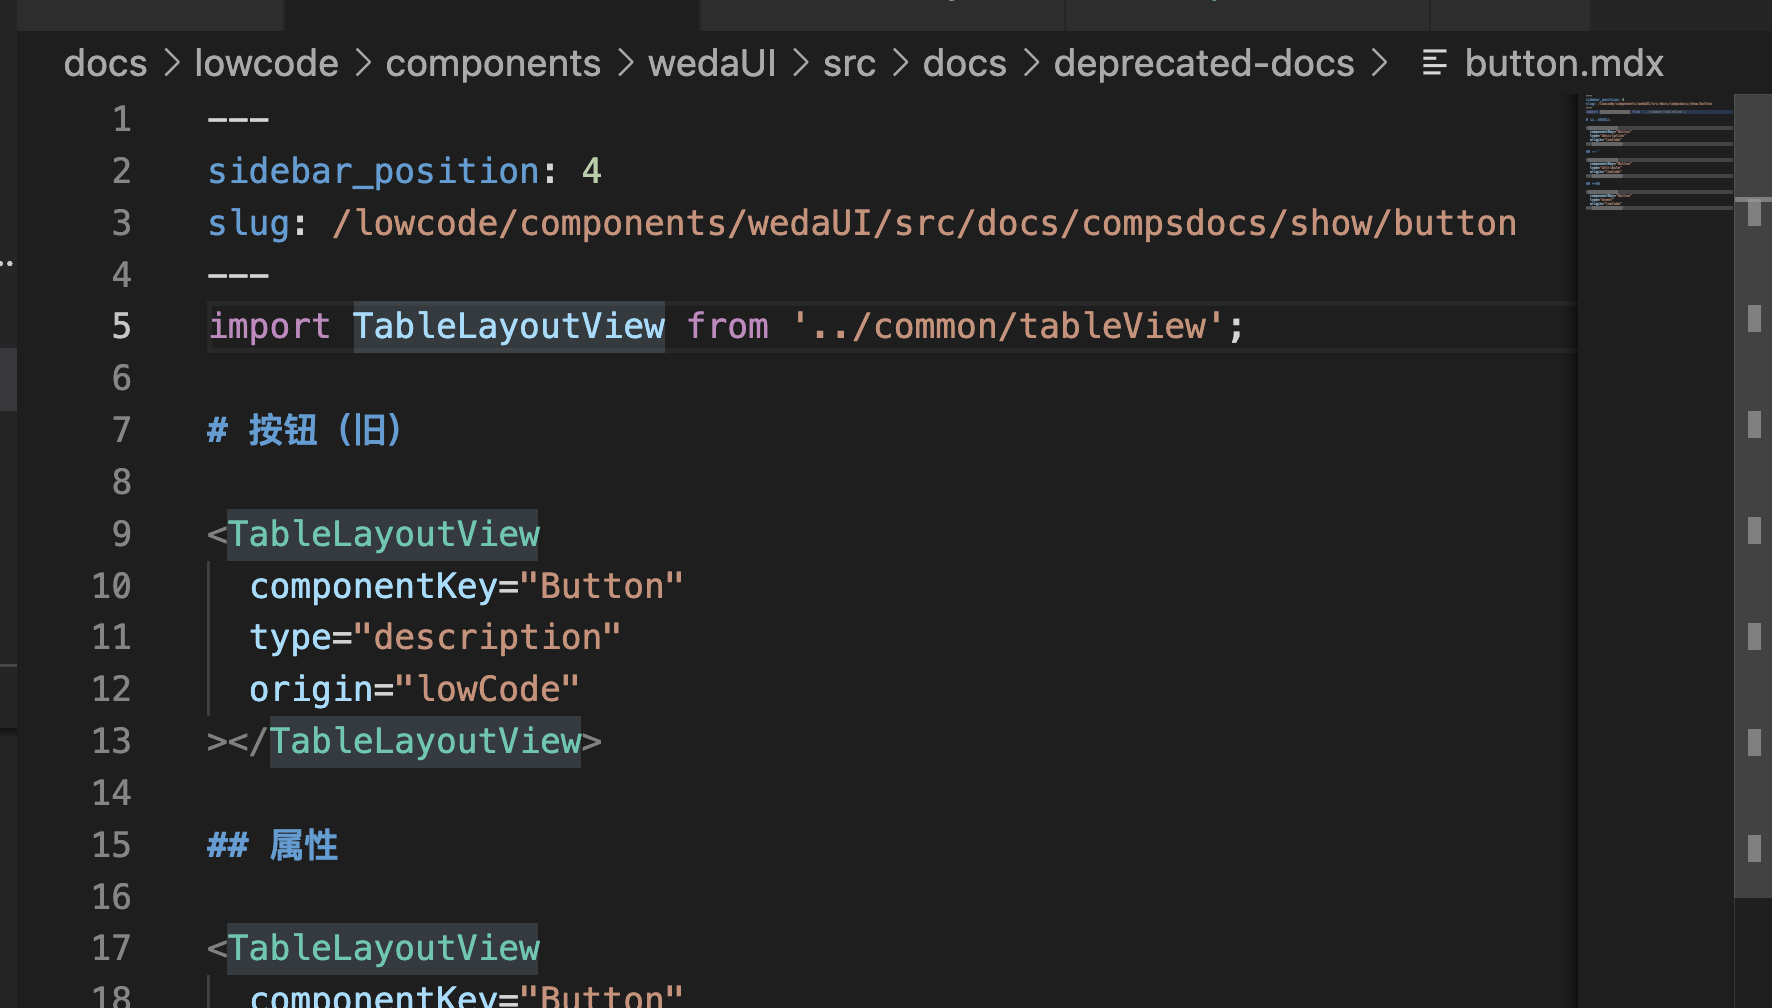 docs > lowcode > components > wedaUI > src > docs > deprecated-docs > button.mdx
1 ---
2 sidebar_position: 4
3 slug: /lowcode/components/wedaUI/src/docs/compsdocs/show/button
4 ---
5 import TableLayoutView from '../common/tableView';
6
7 # 按钮（旧）
8
9 <TableLayoutView
10 componentKey="Button"
11 type="description"
12 origin="lowCode"
13 ></TableLayoutView>
14
15 ## 属性
16
17 <TableLayoutView
18 componentKey="Button"